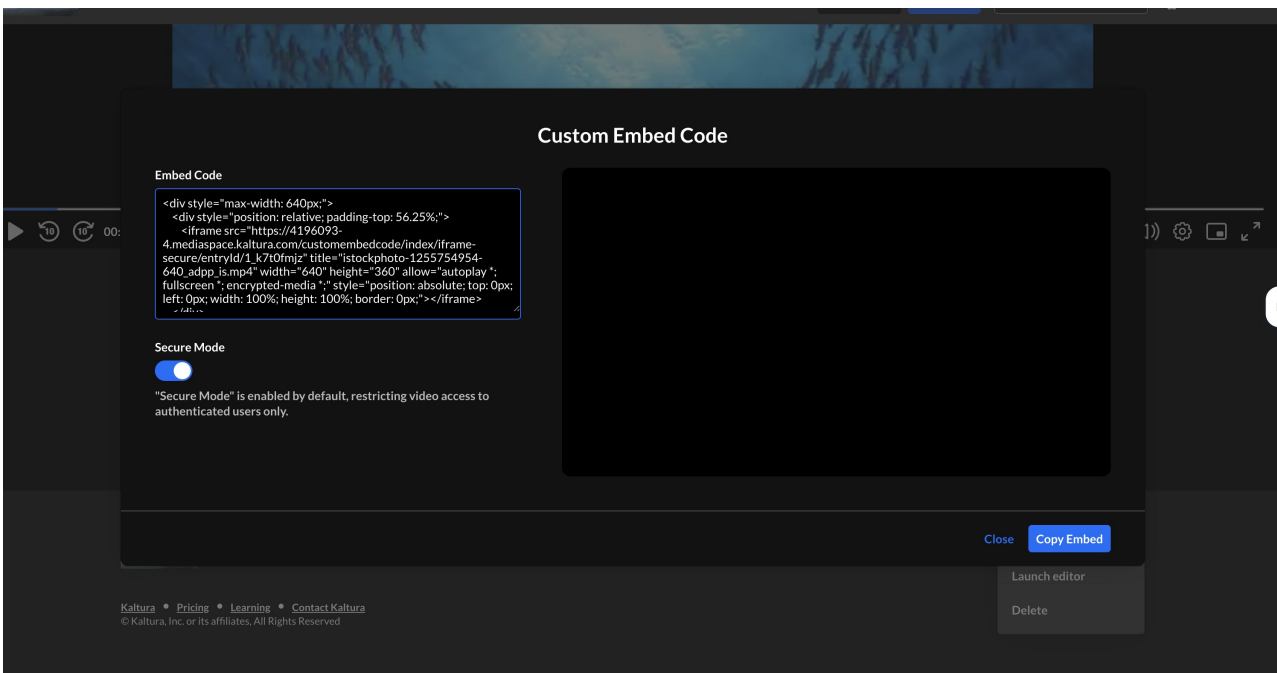 Custom Embed Code
Embed Code
<div style="max-width: 640px;">
<div style="position: relative; padding-top: 56.25%;">
<iframe src="https://4196093-
4.mediaspace.kaltura.com/customembedcode/index/iframe-
secure/entryId/1_k7t0fmjz" title="istockphoto-1255754954-
640_adpp_is.mp4" width="640" height="360" allow="autoplay *;
fullscreen *; encrypted-media *;" style="position: absolute; top: 0px;
left: 0px; width: 100%; height: 100%; border: 0px;"></iframe>
</div>
10 10 00:
Secure Mode
"Secure Mode" is enabled by default, restricting video access to
authenticated users only.
Close Copy Embed
Launch editor
Delete
Kaltura • Pricing • Learning • Contact Kaltura
© Kaltura, Inc. or its affiliates, All Rights Reserved